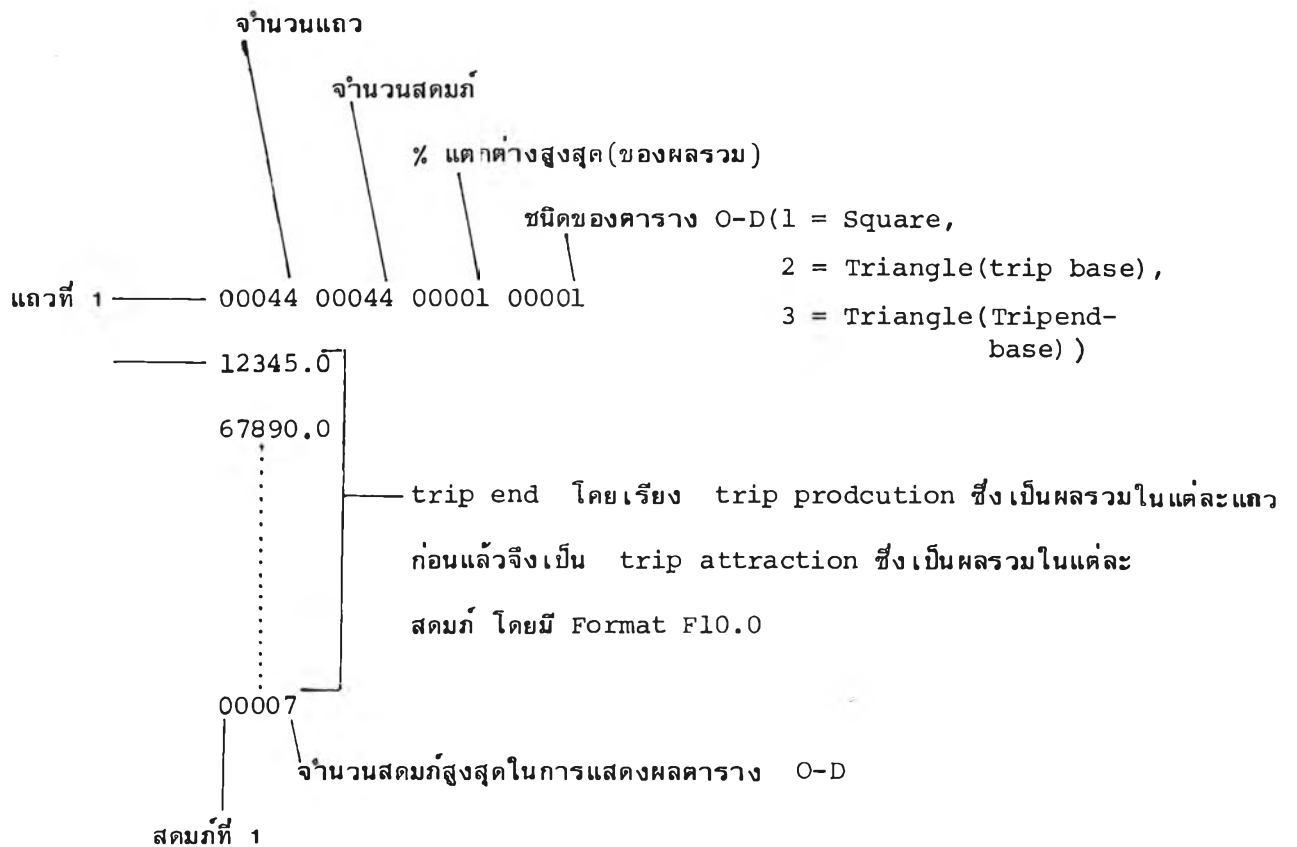 จำนวนแถว
จำนวนสดมภ์
% แตกต่างสูงสุด(ของผลรวม)
ชนิดของตาราง O-D(1 = Square,
2 = Triangle(trip base),
แถวที่ 1 00044 00044 00001 00001
3 = Triangle(Tripend-
base))
12345.0
67890.0
trip end โดยเรียง trip prodcution ซึ่งเป็นผลรวมในแต่ละแถว
ก่อนแล้วจึงเป็น trip attraction ซึ่งเป็นผลรวมในแต่ละ
สดมภ์ โดยมี Format F10.0
00007
จำนวนสดมภ์สูงสุดในการแสดงผลตาราง O-D
สดมภ์ที่ 1